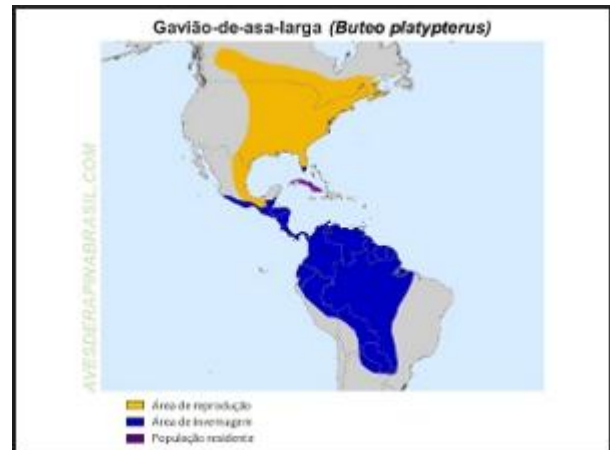 Gavião-de-asa-larga (Buteo platypterus)
AVESDERAPINABRASIL.COM
Área de reprodução
Área de Invernagem
População residente